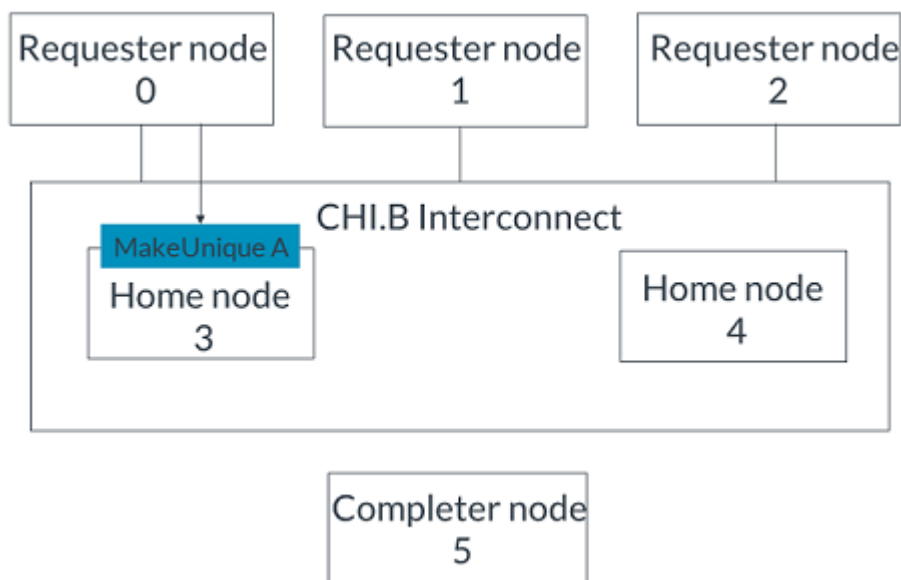 Requester node
0
Requester node
1
Requester node
2
CHI.B Interconnect
MakeUnique A
Home node
3
Home node
4
Completer node
5